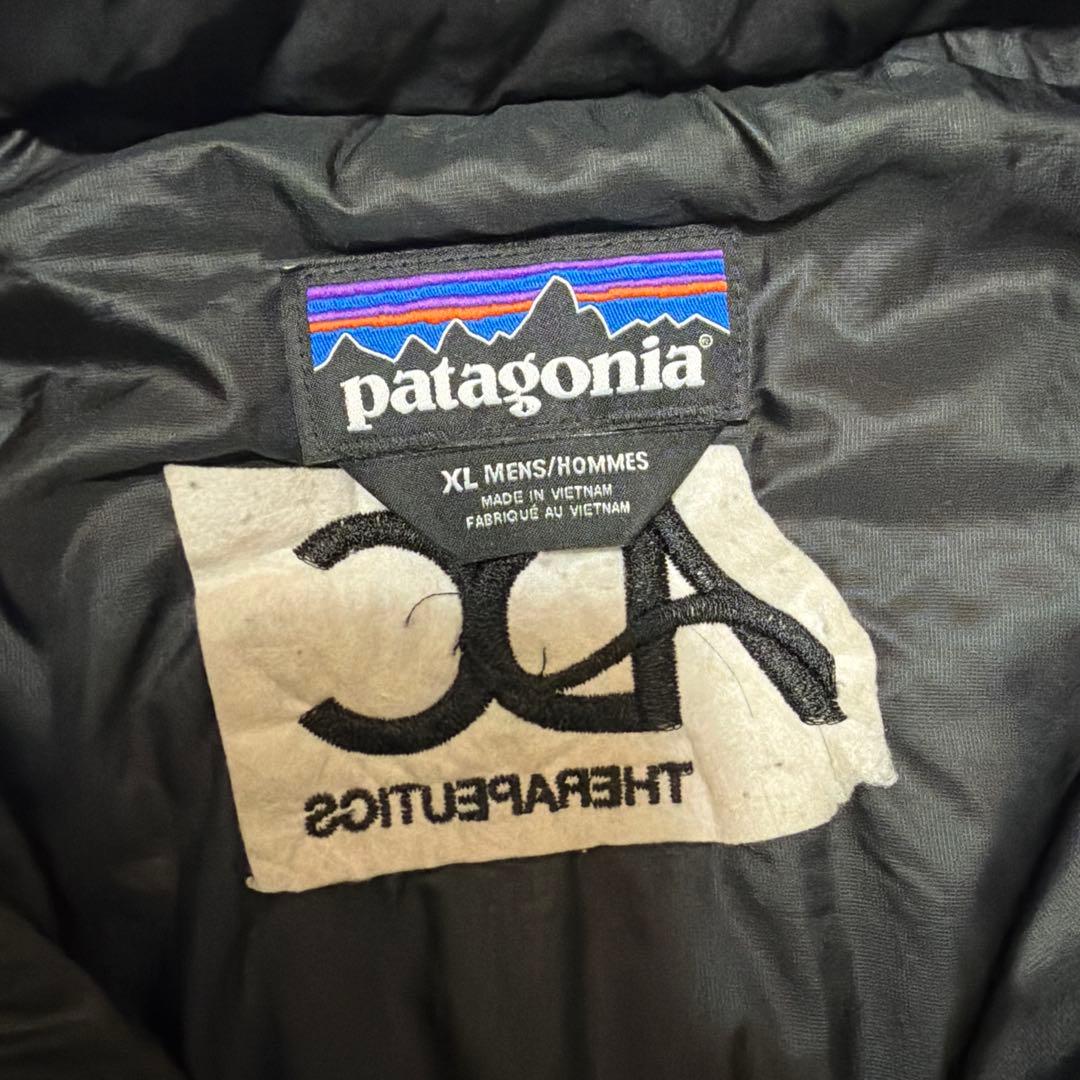 patagonia®
XL MENS/HOMMES
MADE IN VIETNAM
FABRIQUÉ AU VIETNAM
ADC
THERAPEUTICS